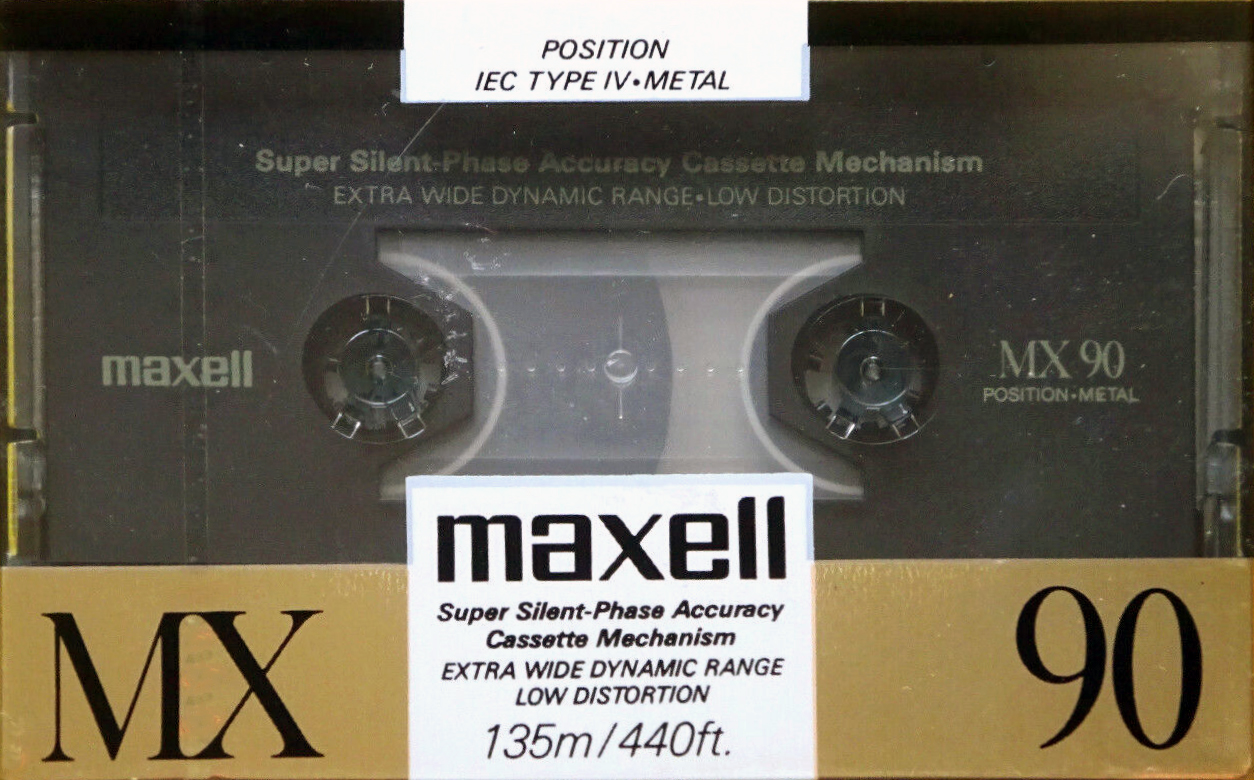 POSITION
IEC TYPE IV•METAL
Super Silent-Phase Accuracy Cassette Mechanism
EXTRA WIDE DYNAMIC RANGE•LOW DISTORTION
maxell
MX 90
POSITION•METAL
maxell
Super Silent-Phase Accuracy
Cassette Mechanism
EXTRA WIDE DYNAMIC RANGE
LOW DISTORTION
135m/440ft.
MX
90